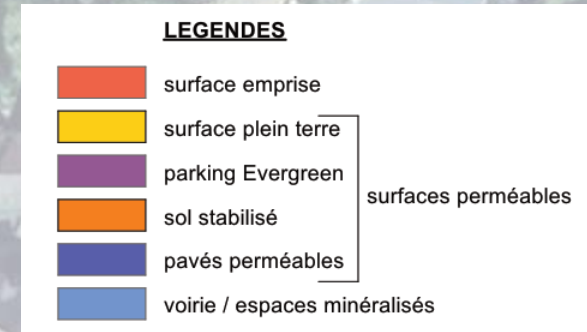 LEGENDES
surface emprise
surface plein terre
parking Evergreen
surfaces perméables
sol stabilisé
pavés perméables
voirie / espaces minéralisés